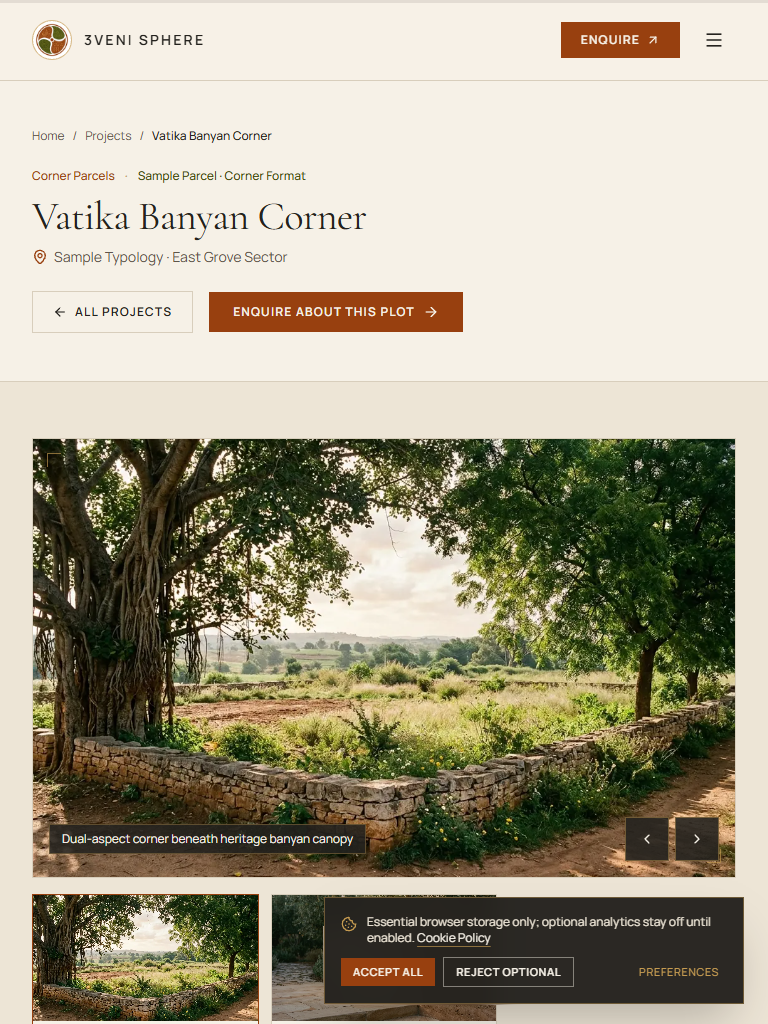 3VENI SPHERE
ENQUIRE
Home / Projects / Vatika Banyan Corner
Corner Parcels · Sample Parcel · Corner Format
Vatika Banyan Corner
Sample Typology · East Grove Sector
ALL PROJECTS
ENQUIRE ABOUT THIS PLOT
Dual-aspect corner beneath heritage banyan canopy
Essential browser storage only; optional analytics stay off until
enabled. Cookie Policy
ACCEPT ALL
REJECT OPTIONAL
PREFERENCES